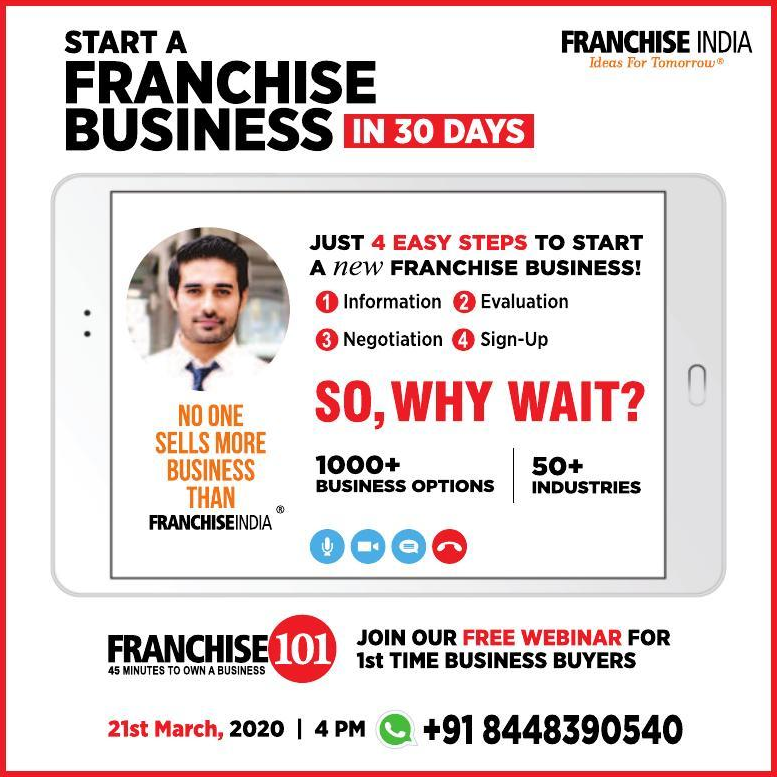 START A
FRANCHISE
BUSINESS IN 30 DAYS
FRANCHISE INDIA
Ideas For Tomorrow®
JUST 4 EASY STEPS TO START
A new FRANCHISE BUSINESS!
1 Information 2 Evaluation
3 Negotiation 4 Sign-Up
SO, WHY WAIT?
1000+
BUSINESS OPTIONS
50+
INDUSTRIES
NO ONE
SELLS MORE
BUSINESS
THAN
FRANCHISEINDIA ®
FRANCHISE 101
45 MINUTES TO OWN A BUSINESS
JOIN OUR FREE WEBINAR FOR
1st TIME BUSINESS BUYERS
21st March, 2020 | 4 PM +91 8448390540